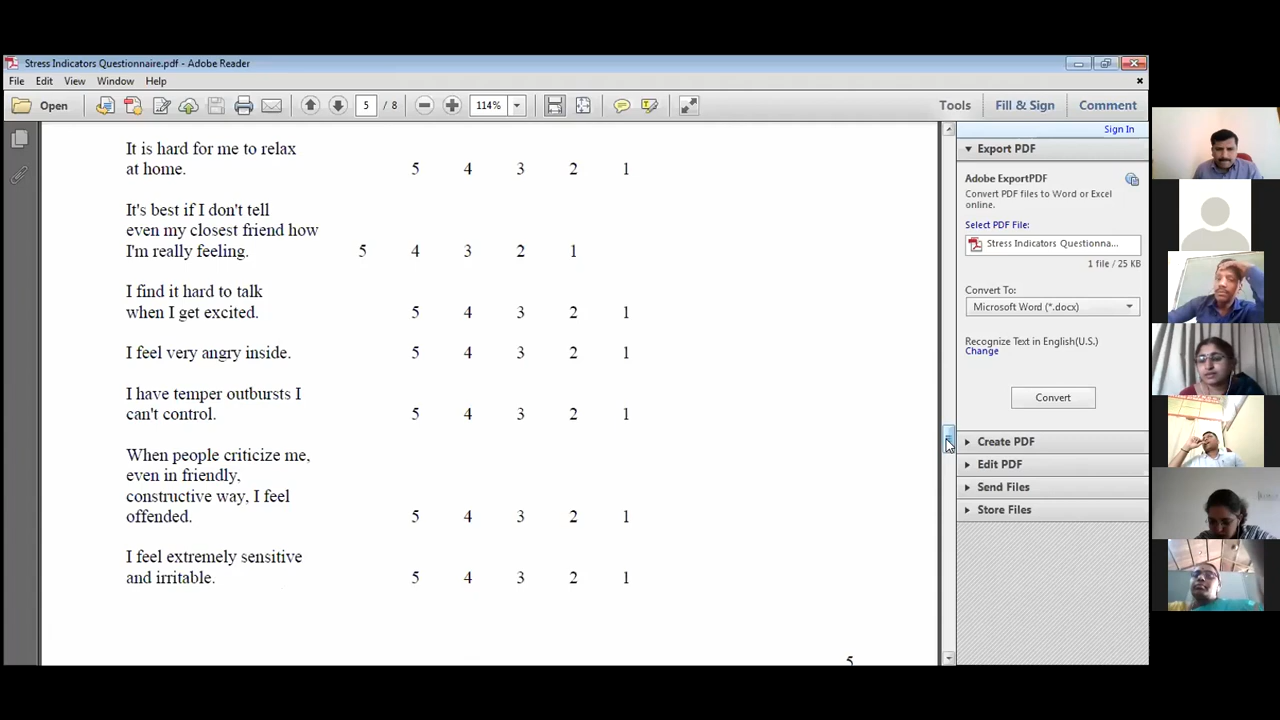 Stress Indicators Questionnaire.pdf - Adobe Reader
File Edit View Window Help
Open 5 / 8 114% Tools Fill & Sign Comment
Sign In
Export PDF
Adobe ExportPDF
Convert PDF files to Word or Excel
online.
Select PDF File:
Stress Indicators Questionna...
1 file / 25 KB
Convert To:
Microsoft Word (*.docx)
Recognize Text in English(U.S.)
Change
Convert
Create PDF
Edit PDF
Send Files
Store Files
It is hard for me to relax
at home. 5 4 3 2 1
It's best if I don't tell
even my closest friend how
I'm really feeling. 5 4 3 2 1
I find it hard to talk
when I get excited. 5 4 3 2 1
I feel very angry inside. 5 4 3 2 1
I have temper outbursts I
can't control. 5 4 3 2 1
When people criticize me,
even in friendly,
constructive way, I feel
offended. 5 4 3 2 1
I feel extremely sensitive
and irritable. 5 4 3 2 1
5